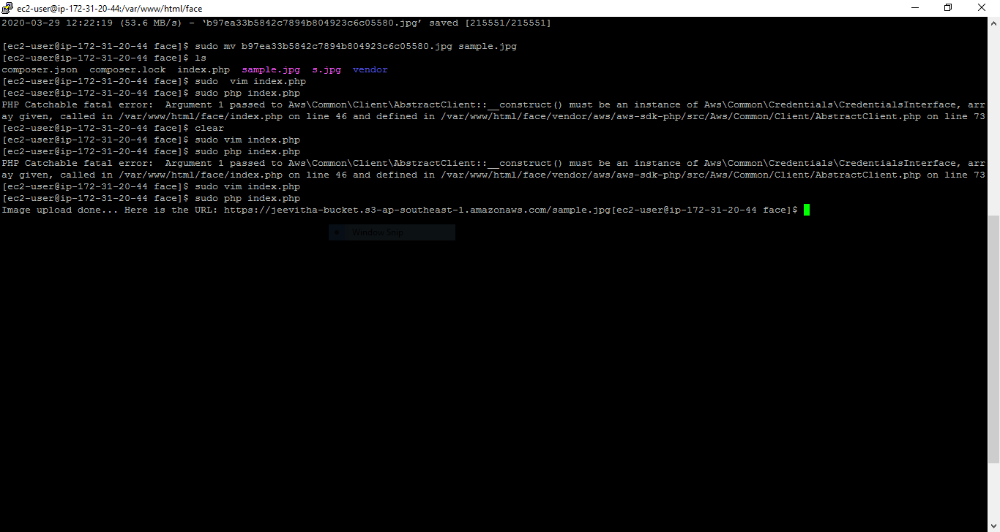 ec2-user@ip-172-31-20-44:/var/www/html/face
2020-03-29 12:22:19 (53.6 MB/s) - ‘b97ea33b5842c7894b804923c6c05580.jpg’ saved [215551/215551]
[ec2-user@ip-172-31-20-44 face]$ sudo mv b97ea33b5842c7894b804923c6c05580.jpg sample.jpg
[ec2-user@ip-172-31-20-44 face]$ ls
composer.json  composer.lock  index.php  sample.jpg  s.jpg  vendor
[ec2-user@ip-172-31-20-44 face]$ sudo  vim index.php
[ec2-user@ip-172-31-20-44 face]$ sudo php index.php
PHP Catchable fatal error:  Argument 1 passed to Aws\Common\Client\AbstractClient::__construct() must be an instance of Aws\Common\Credentials\CredentialsInterface, arr
ay given, called in /var/www/html/face/index.php on line 46 and defined in /var/www/html/face/vendor/aws/aws-sdk-php/src/Aws/Common/Client/AbstractClient.php on line 73
[ec2-user@ip-172-31-20-44 face]$ clear
[ec2-user@ip-172-31-20-44 face]$ sudo vim index.php
[ec2-user@ip-172-31-20-44 face]$ sudo php index.php
PHP Catchable fatal error:  Argument 1 passed to Aws\Common\Client\AbstractClient::__construct() must be an instance of Aws\Common\Credentials\CredentialsInterface, arr
ay given, called in /var/www/html/face/index.php on line 46 and defined in /var/www/html/face/vendor/aws/aws-sdk-php/src/Aws/Common/Client/AbstractClient.php on line 73
[ec2-user@ip-172-31-20-44 face]$ sudo vim index.php
[ec2-user@ip-172-31-20-44 face]$ sudo php index.php
Image upload done... Here is the URL: https://jeevitha-bucket.s3-ap-southeast-1.amazonaws.com/sample.jpg[ec2-user@ip-172-31-20-44 face]$
Window Snip